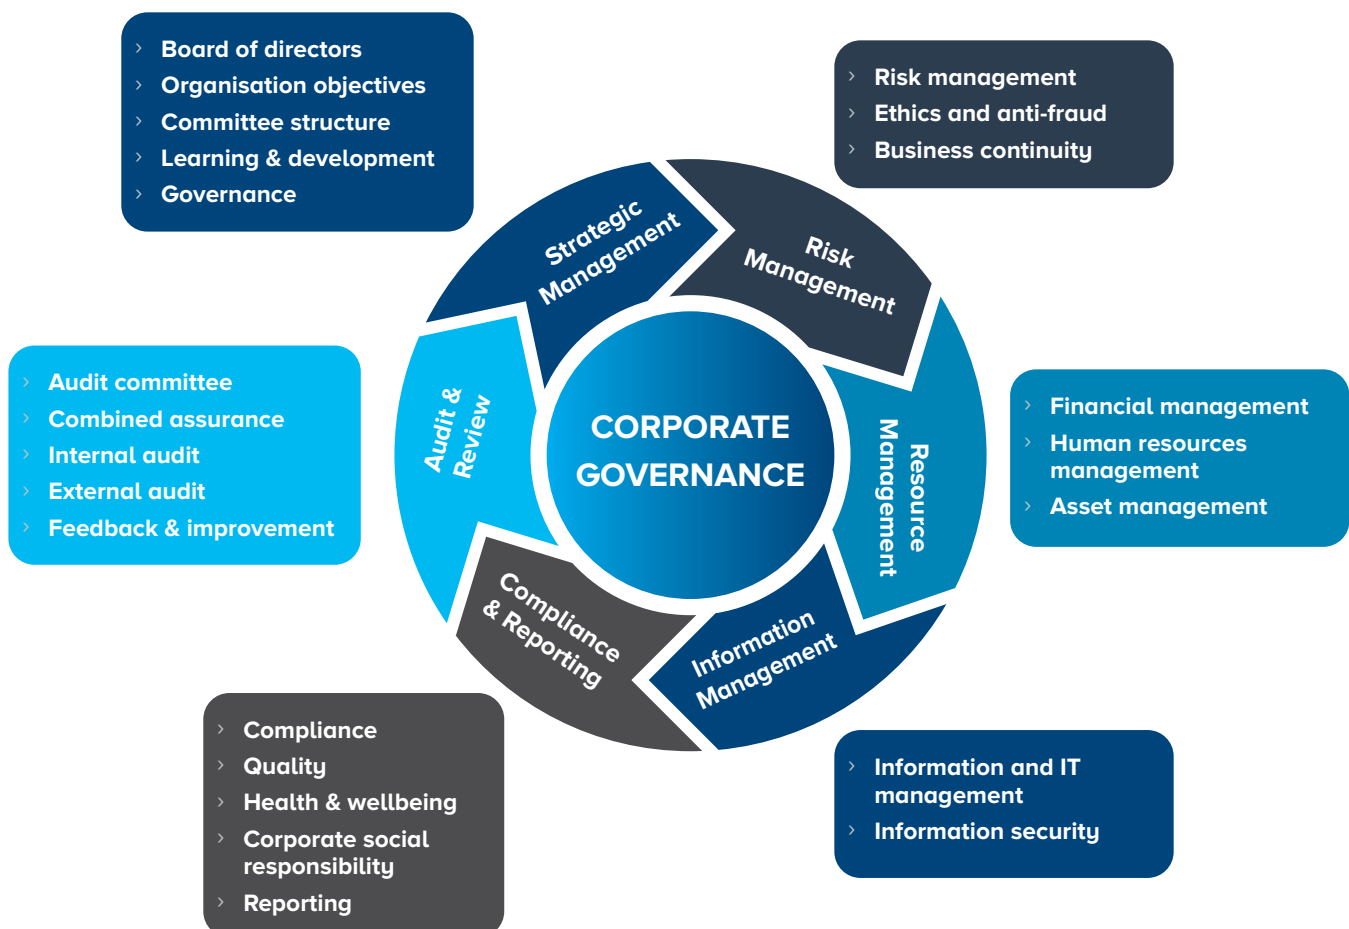 Board of directors
Organisation objectives
Committee structure
Learning & development
Governance
Risk management
Ethics and anti-fraud
Business continuity
Strategic
Management
Risk
Management
Audit committee
Combined assurance
Internal audit
External audit
Feedback & improvement
Audit &
Review
CORPORATE
GOVERNANCE
Resource
Management
Financial management
Human resources
management
Asset management
Compliance
& Reporting
Information
Management
Compliance
Quality
Health & wellbeing
Corporate social
responsibility
Reporting
Information and IT
management
Information security